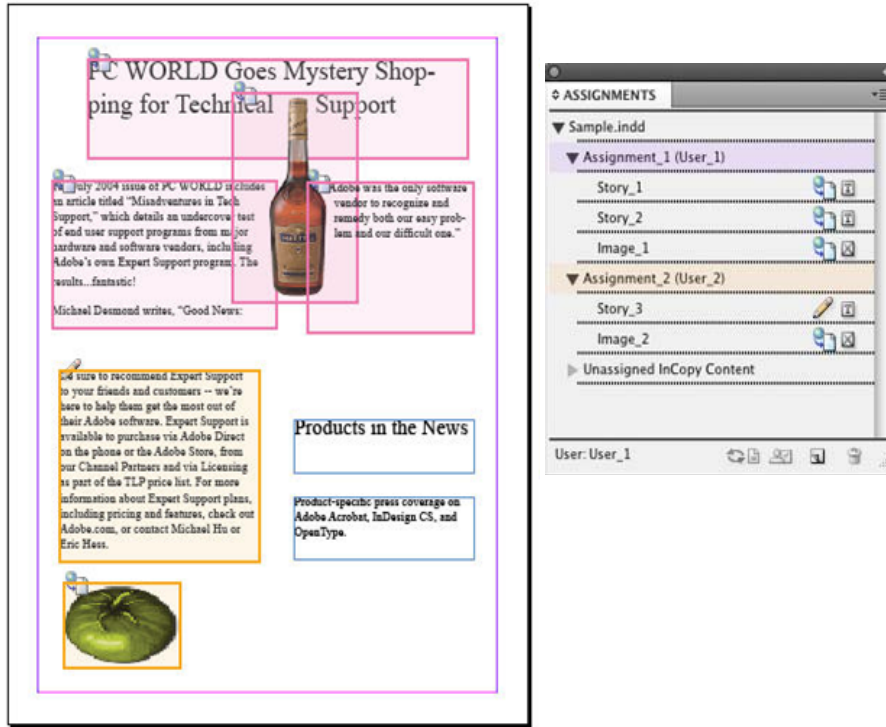 PC WORLD Goes Mystery Shop-
ping for Technical Support
In July 2004 issue of PC WORLD includes
an article titled “Misadventures in Tech
Support,” which details an undercover test
of end user support programs from major
hardware and software vendors, including
Adobe’s own Expert Support program. The
results...fantastic!
Michael Desmond writes, “Good News:
Adobe was the only software
vendor to recognize and
remedy both our easy prob-
lem and our difficult one.”
Be sure to recommend Expert Support
to your friends and customers -- we’re
here to help them get the most out of
their Adobe software. Expert Support is
available to purchase via Adobe Direct
on the phone or the Adobe Store, from
our Channel Partners and via Licensing
as part of the TLP price list. For more
information about Expert Support plans,
including pricing and features, check out
Adobe.com, or contact Michael Hu or
Eric Hess.
Products in the News
Product-specific press coverage on
Adobe Acrobat, InDesign CS, and
OpenType.
ASSIGNMENTS
Sample.indd
Assignment_1 (User_1)
Story_1
Story_2
Image_1
Assignment_2 (User_2)
Story_3
Image_2
Unassigned InCopy Content
User: User_1